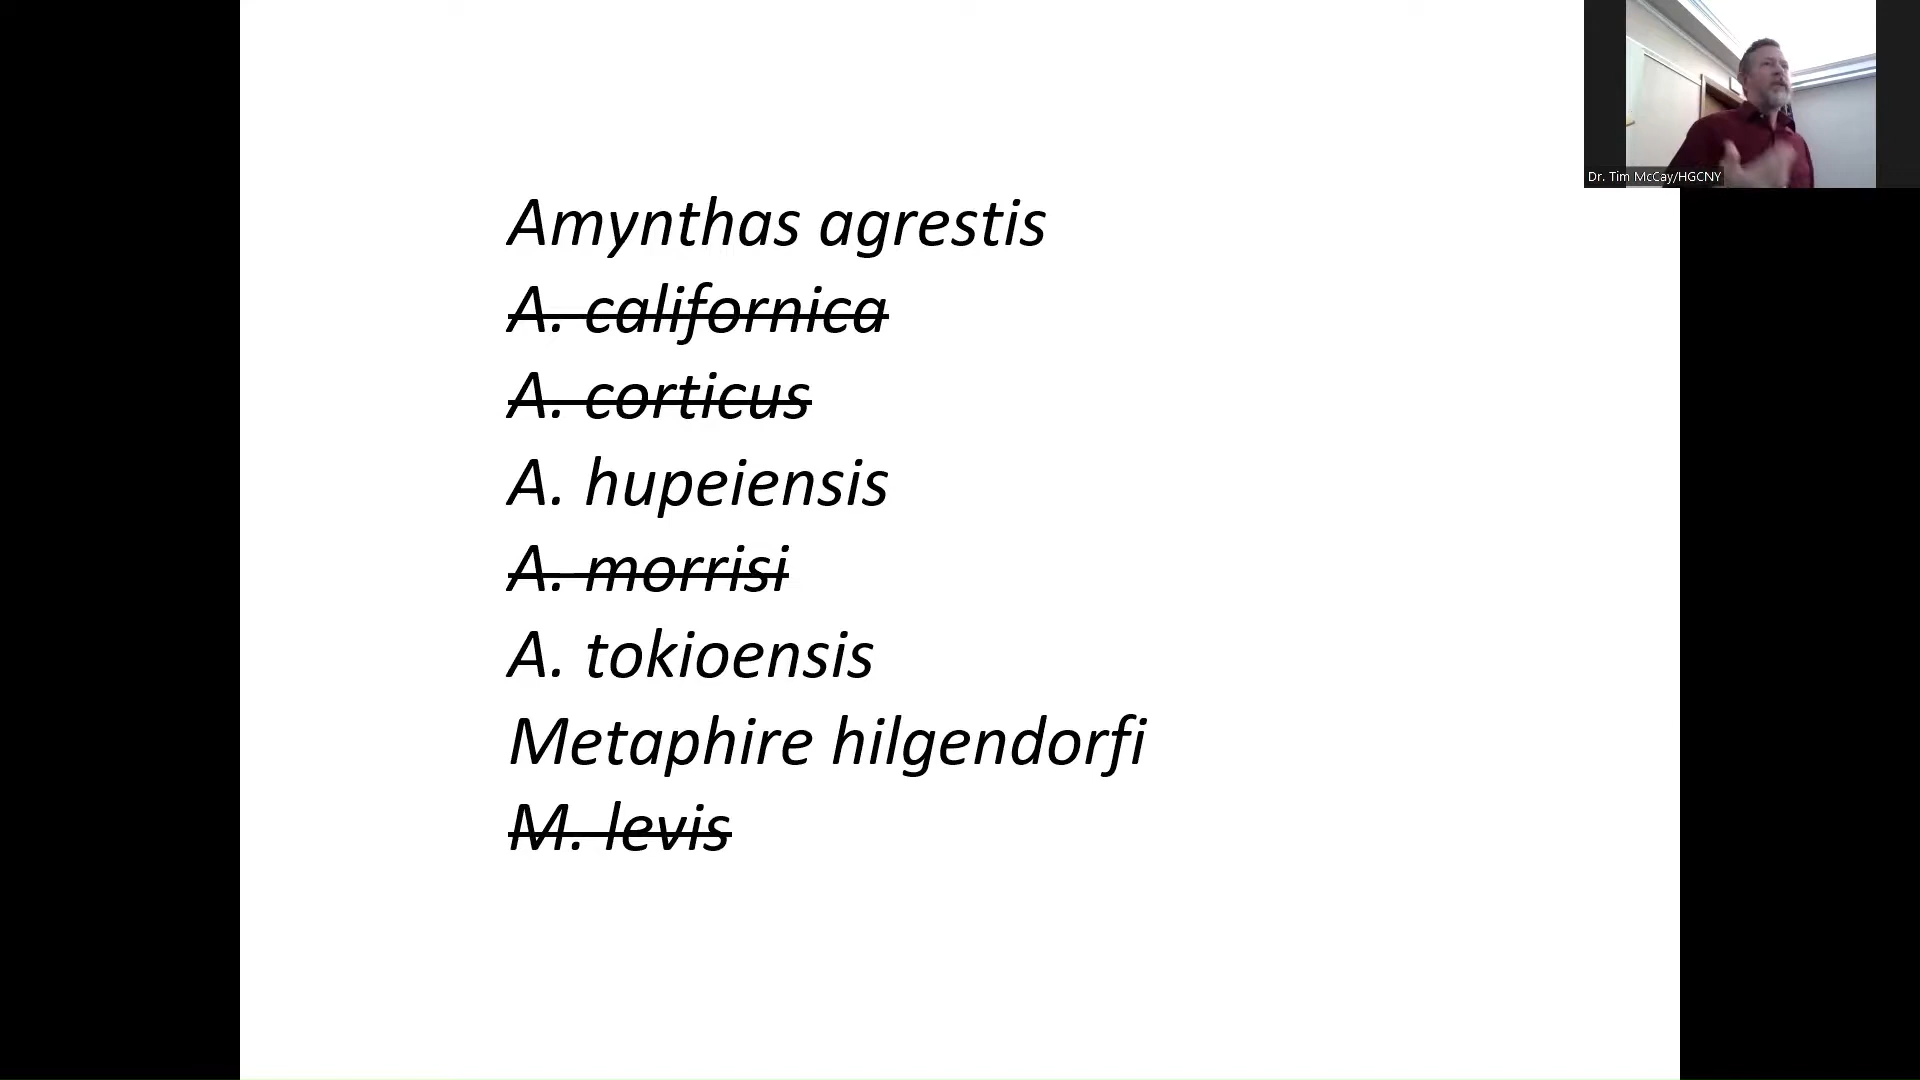 Dr. Tim McCay/HGCNY
Amynthas agrestis
A. californica
A. corticus
A. hupeiensis
A. morrisi
A. tokioensis
Metaphire hilgendorfi
M. levis